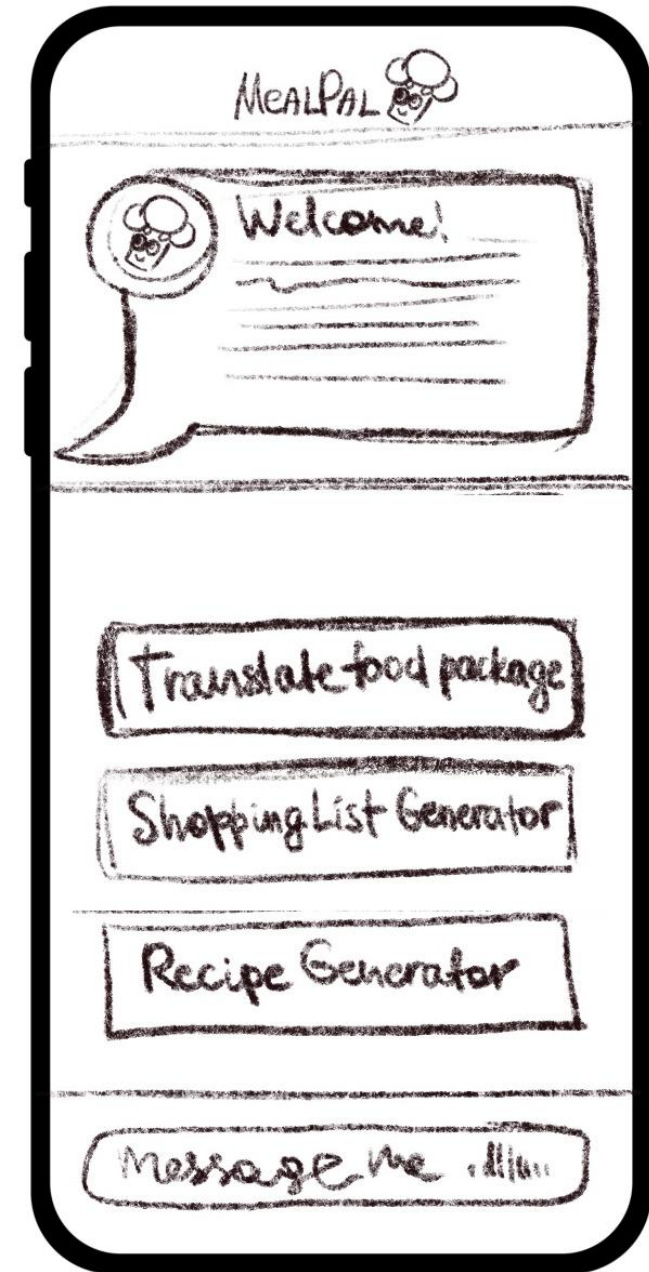 MEALPAL
Welcome!
Translate food package
Shopping List Generator
Recipe Generator
Message me